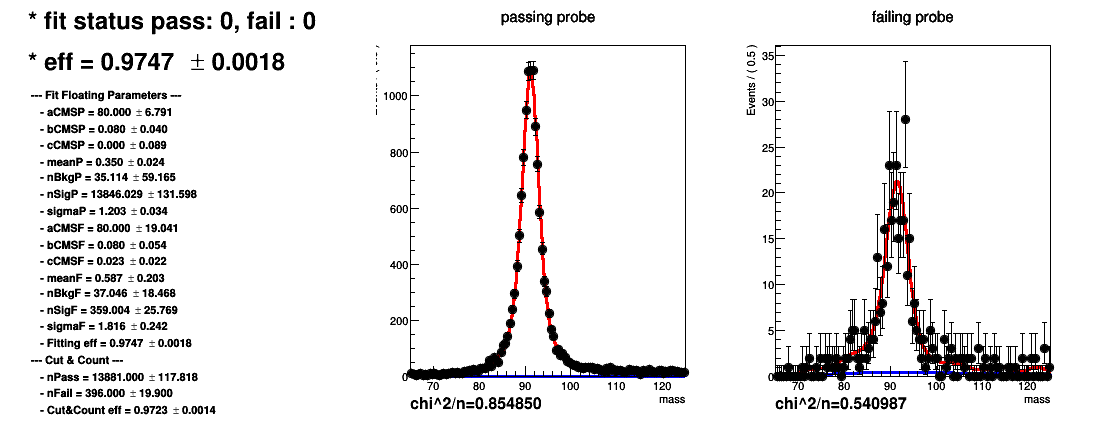 * fit status pass: 0, fail : 0
* eff = 0.9747 ± 0.0018
--- Fit Floating Parameters ---
- aCMSP = 80.000 ± 6.791
- bCMSP = 0.080 ± 0.040
- cCMSP = 0.000 ± 0.089
- meanP = 0.350 ± 0.024
- nBkgP = 35.114 ± 59.165
- nSigP = 13846.029 ± 131.598
- sigmaP = 1.203 ± 0.034
- aCMSF = 80.000 ± 19.041
- bCMSF = 0.080 ± 0.054
- cCMSF = 0.023 ± 0.022
- meanF = 0.587 ± 0.203
- nBkgF = 37.046 ± 18.468
- nSigF = 359.004 ± 25.769
- sigmaF = 1.816 ± 0.242
- Fitting eff = 0.9747 ± 0.0018
--- Cut & Count ---
- nPass = 13881.000 ± 117.818
- nFail = 396.000 ± 19.900
- Cut&Count eff = 0.9723 ± 0.0014
passing probe
1000
800
600
400
200
0
70 80 90 100 110 120
mass
chi^2/n=0.854850
failing probe
Events / ( 0.5 )
35
30
25
20
15
10
5
0
70 80 90 100 110 120
mass
chi^2/n=0.540987